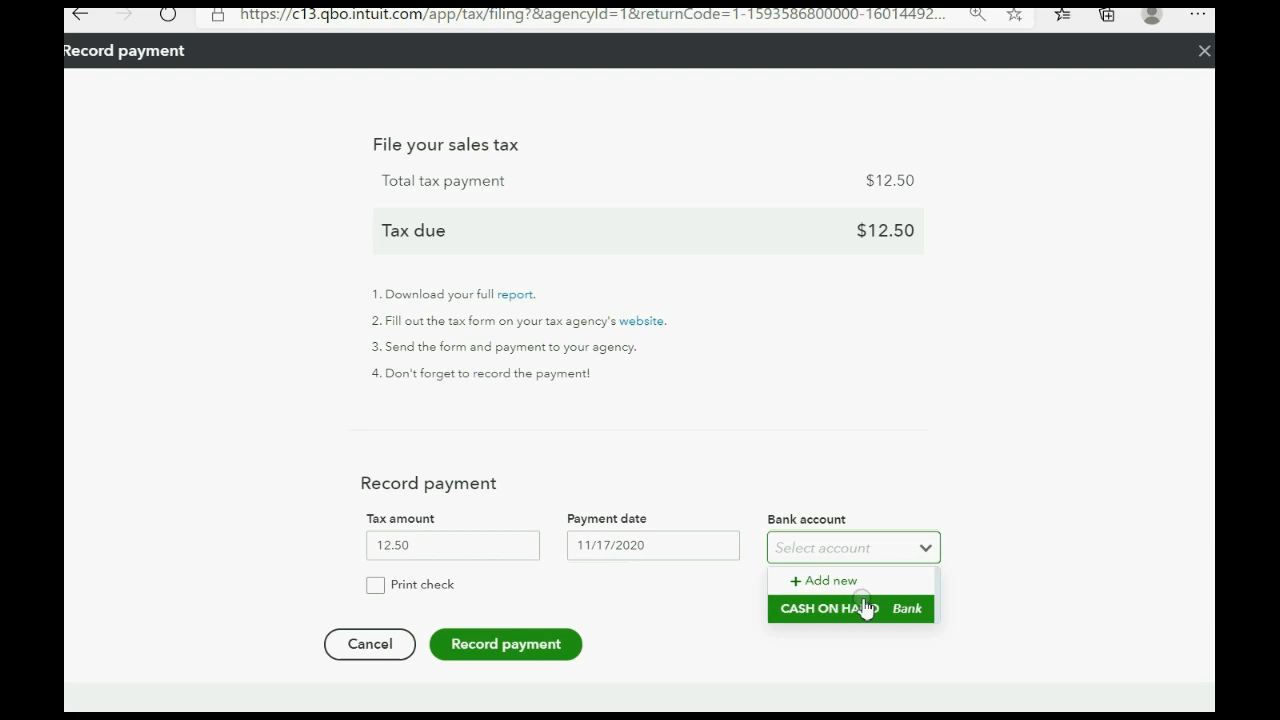 https://c13.qbo.intuit.com/app/tax/filing?&agencyId=1&returnCode=1-1593586800000-16014492...
Record payment
File your sales tax
Total tax payment $12.50
Tax due $12.50
1. Download your full report.
2. Fill out the tax form on your tax agency's website.
3. Send the form and payment to your agency.
4. Don't forget to record the payment!
Record payment
Tax amount Payment date Bank account
12.50 11/17/2020 Select account
Print check + Add new
CASH ON HAND Bank
Cancel Record payment